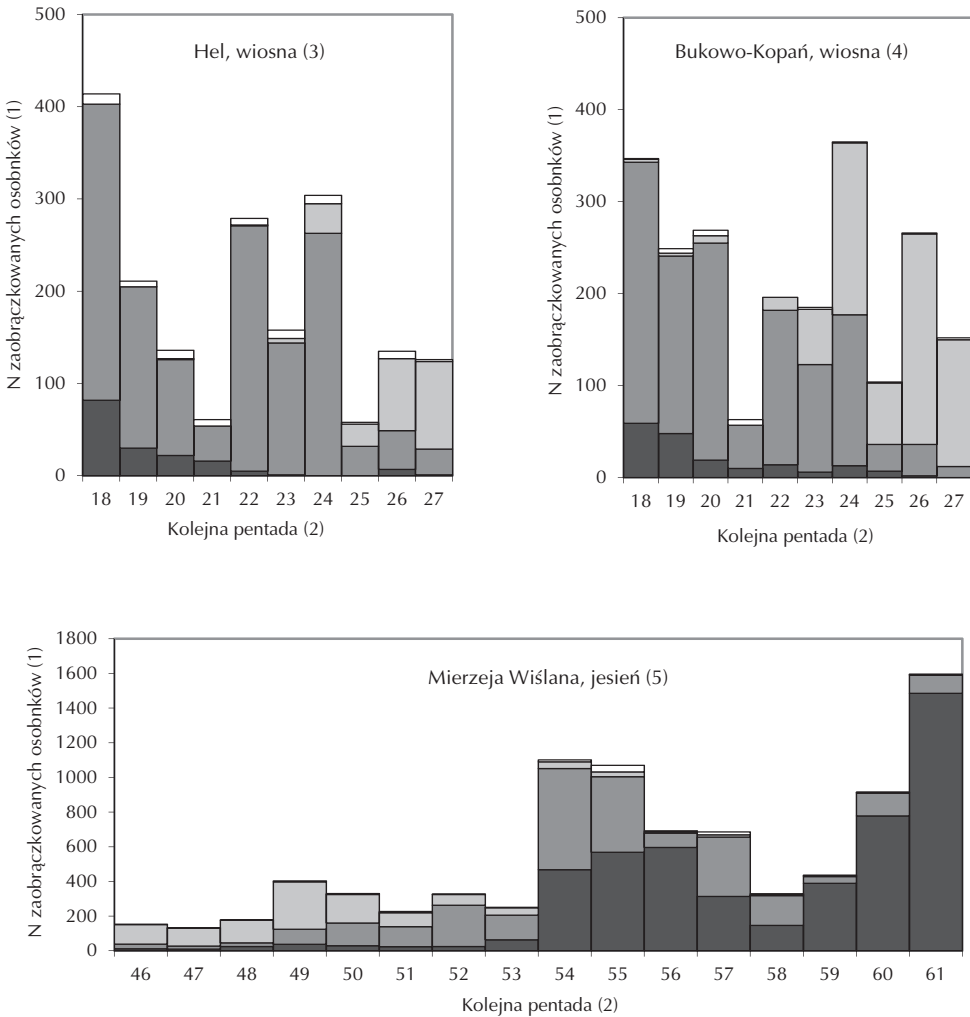 Hel, wiosna (3)
N zaobrączkowanych osobnków (1)
500
400
300
200
100
0
18 19 20 21 22 23 24 25 26 27
Kolejna pentada (2)
Bukowo-Kopań, wiosna (4)
N zaobrączkowanych osobnków (1)
500
400
300
200
100
0
18 19 20 21 22 23 24 25 26 27
Kolejna pentada (2)
Mierzeja Wiślana, jesień (5)
N zaobrączkowanych osobnków (1)
1800
1600
1400
1200
1000
800
600
400
200
0
46 47 48 49 50 51 52 53 54 55 56 57 58 59 60 61
Kolejna pentada (2)